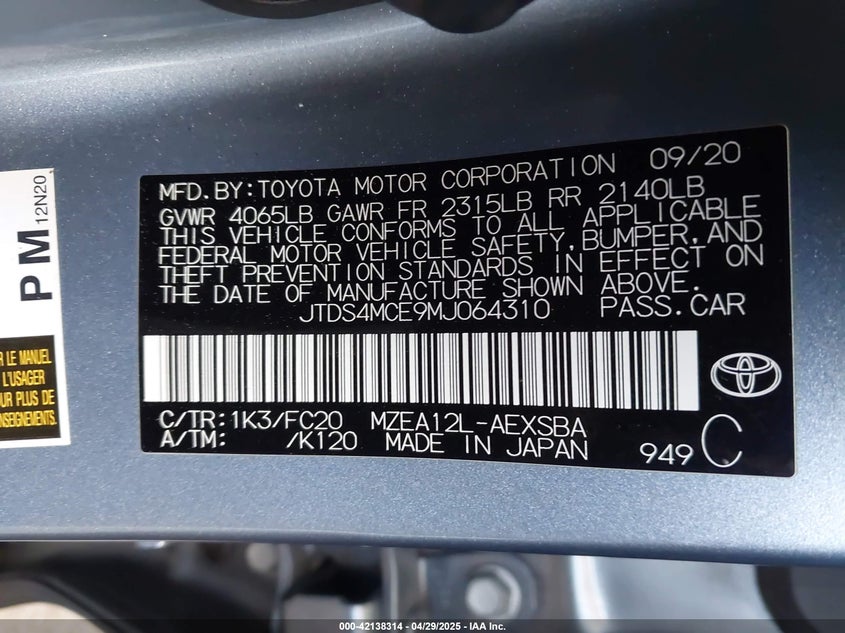 MFD.BY:TOYOTA MOTOR CORPORATION 09/20
GVWR 4065LB GAWR FR 2315LB RR 2140LB
THIS VEHICLE CONFORMS TO ALL APPLICABLE
FEDERAL MOTOR VEHICLE SAFETY,BUMPER,AND
THEFT PREVENTION STANDARDS IN EFFECT ON
THE DATE OF MANUFACTURE SHOWN ABOVE.
JTDS4MCE9MJ064310 PASS.CAR
C/TR:1K3/FC20 MZEA12L-AEXSBA
A/TM: /K120 MADE IN JAPAN 949 C
PM 12N20
R LE MANUEL
L'USAGER
UR PLUS DE
NSEIGNEMENTS
000-42138314 - 04/29/2025 - IAA Inc.